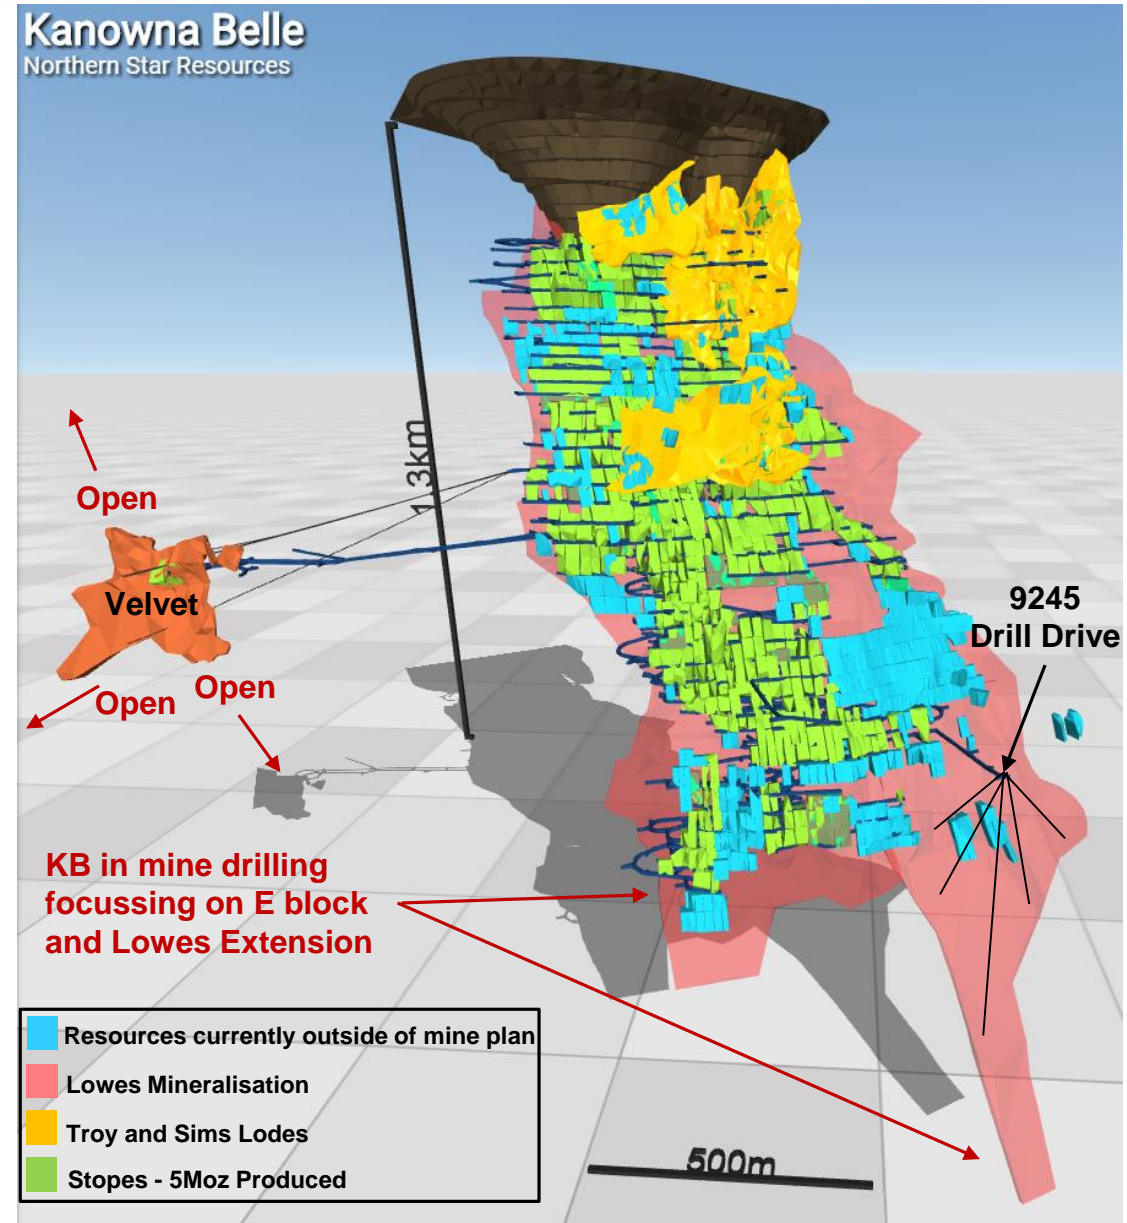 Kanowna Belle
Northern Star Resources
1.3km
Open
Velvet
Open
Open
9245
Drill Drive
KB in mine drilling
focussing on E block
and Lowes Extension
Resources currently outside of mine plan
Lowes Mineralisation
Troy and Sims Lodes
Stopes - 5Moz Produced
500m